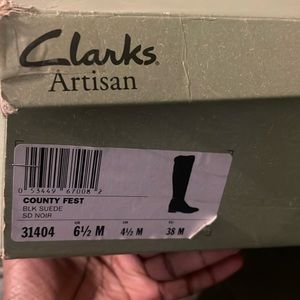 Clarks
Artisan
0 53449 67008 2
COUNTY FEST
BLK SUEDE
SD NOIR
31404 6½ M 4½ M 38 M